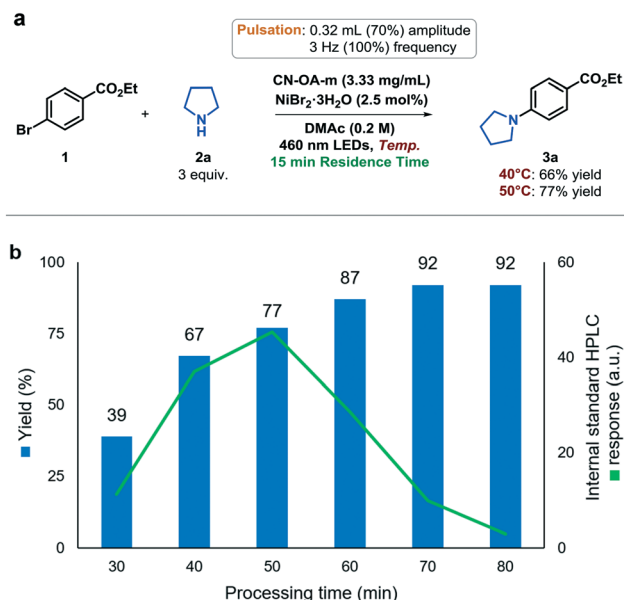 a
Pulsation: 0.32 mL (70%) amplitude
3 Hz (100%) frequency
CO₂Et
Br
1
+
N
H
2a
3 equiv.
CN-OA-m (3.33 mg/mL)
NiBr₂·3H₂O (2.5 mol%)
DMAc (0.2 M)
460 nm LEDs, Temp.
15 min Residence Time
CO₂Et
N
3a
40°C: 66% yield
50°C: 77% yield
b
100
75
50
25
0
Yield (%)
39
67
77
87
92
92
60
40
20
0
Internal standard HPLC
response (a.u.)
30
40
50
60
70
80
Processing time (min)